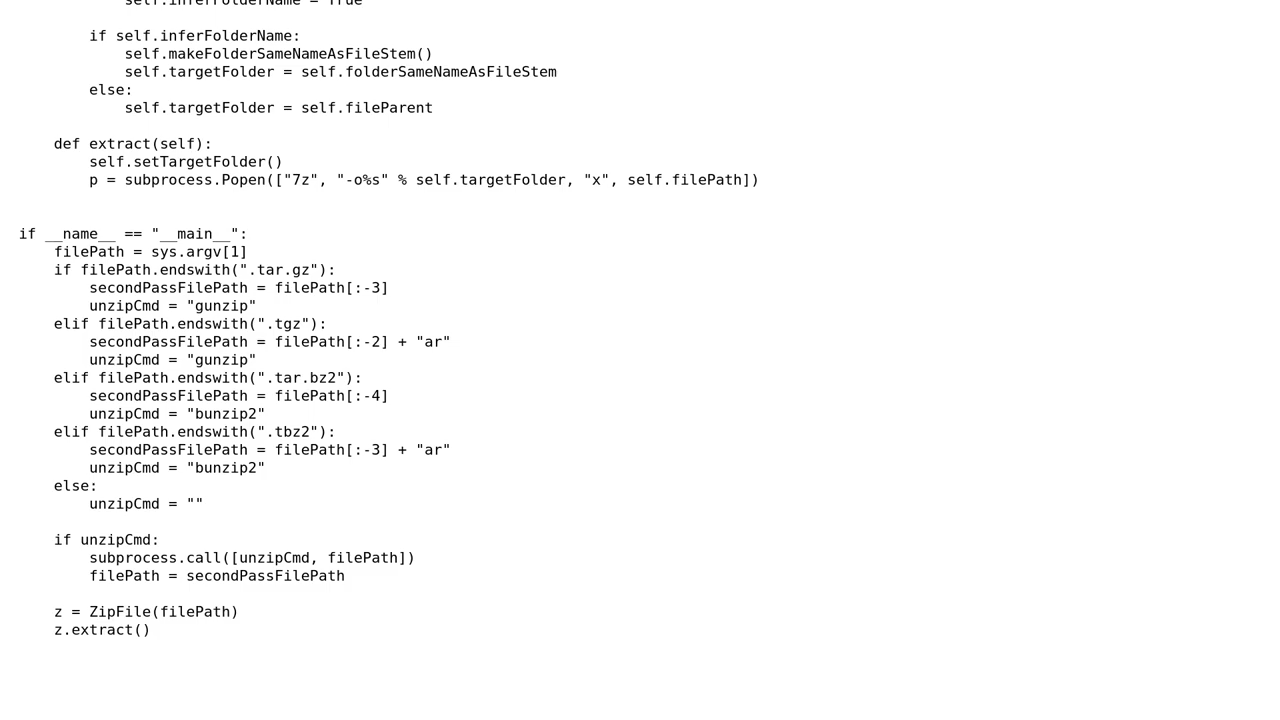 self.inferFolderName = True
if self.inferFolderName:
self.makeFolderSameNameAsFileStem()
self.targetFolder = self.folderSameNameAsFileStem
else:
self.targetFolder = self.fileParent
def extract(self):
self.setTargetFolder()
p = subprocess.Popen(["7z", "-o%s" % self.targetFolder, "x", self.filePath])
if __name__ == "__main__":
filePath = sys.argv[1]
if filePath.endswith(".tar.gz"):
secondPassFilePath = filePath[:-3]
unzipCmd = "gunzip"
elif filePath.endswith(".tgz"):
secondPassFilePath = filePath[:-2] + "ar"
unzipCmd = "gunzip"
elif filePath.endswith(".tar.bz2"):
secondPassFilePath = filePath[:-4]
unzipCmd = "bunzip2"
elif filePath.endswith(".tbz2"):
secondPassFilePath = filePath[:-3] + "ar"
unzipCmd = "bunzip2"
else:
unzipCmd = ""
if unzipCmd:
subprocess.call([unzipCmd, filePath])
filePath = secondPassFilePath
z = ZipFile(filePath)
z.extract()